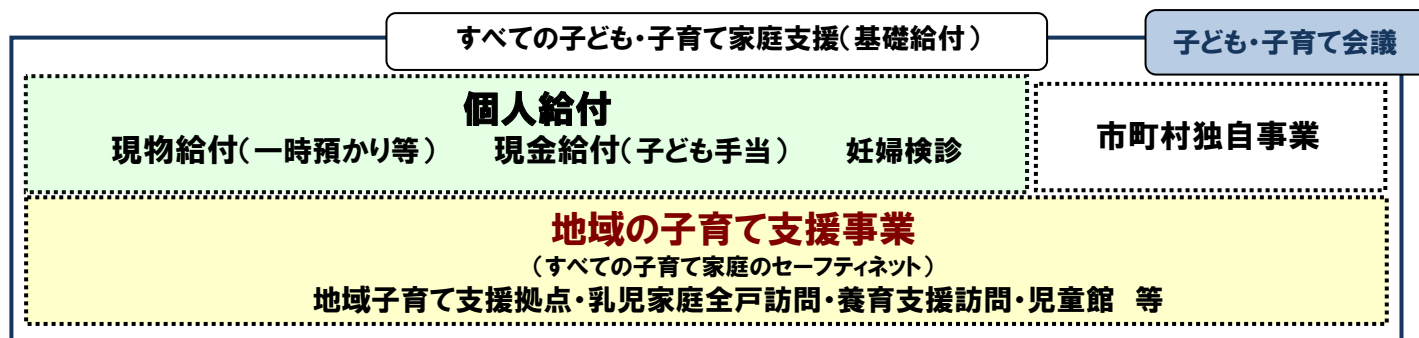 すべての子ども・子育て家庭支援（基礎給付）
子ども・子育て会議
個人給付
現物給付（一時預かり等）　現金給付（子ども手当）　妊婦検診
市町村独自事業
地域の子育て支援事業
（すべての子育て家庭のセーフティネット）
地域子育て支援拠点・乳児家庭全戸訪問・養育支援訪問・児童館　等